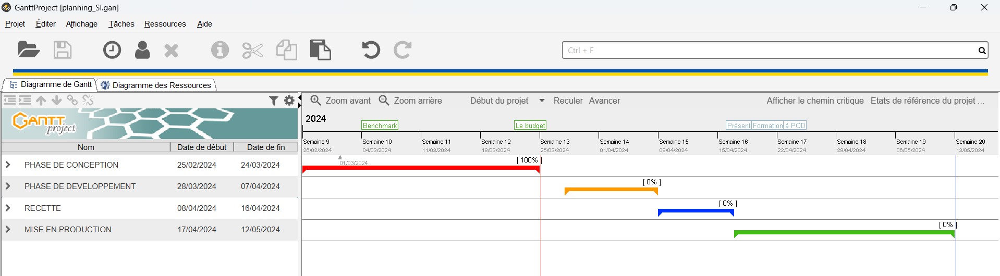 GanttProject [planning_SI.gan]
Projet Éditer Affichage Tâches Ressources Aide
Ctrl + F
Diagramme de Gantt Diagramme des Ressources
Zoom avant Zoom arrière Début du projet Reculer Avancer Afficher le chemin critique Etats de référence du projet ...
GANTT project
2024
Benchmark Le budget Présent Formation à POD
Nom Date de début Date de fin
Semaine 9 Semaine 10 Semaine 11 Semaine 12 Semaine 13 Semaine 14 Semaine 15 Semaine 16 Semaine 17 Semaine 18 Semaine 19 Semaine 20
26/02/2024 04/03/2024 11/03/2024 18/03/2024 25/03/2024 01/04/2024 08/04/2024 15/04/2024 22/04/2024 29/04/2024 06/05/2024 13/05/2024
01/03/2024
PHASE DE CONCEPTION 25/02/2024 24/03/2024 [ 100% ]
PHASE DE DEVELOPPEMENT 28/03/2024 07/04/2024 [ 0% ]
RECETTE 08/04/2024 16/04/2024 [ 0% ]
MISE EN PRODUCTION 17/04/2024 12/05/2024 [ 0% ]